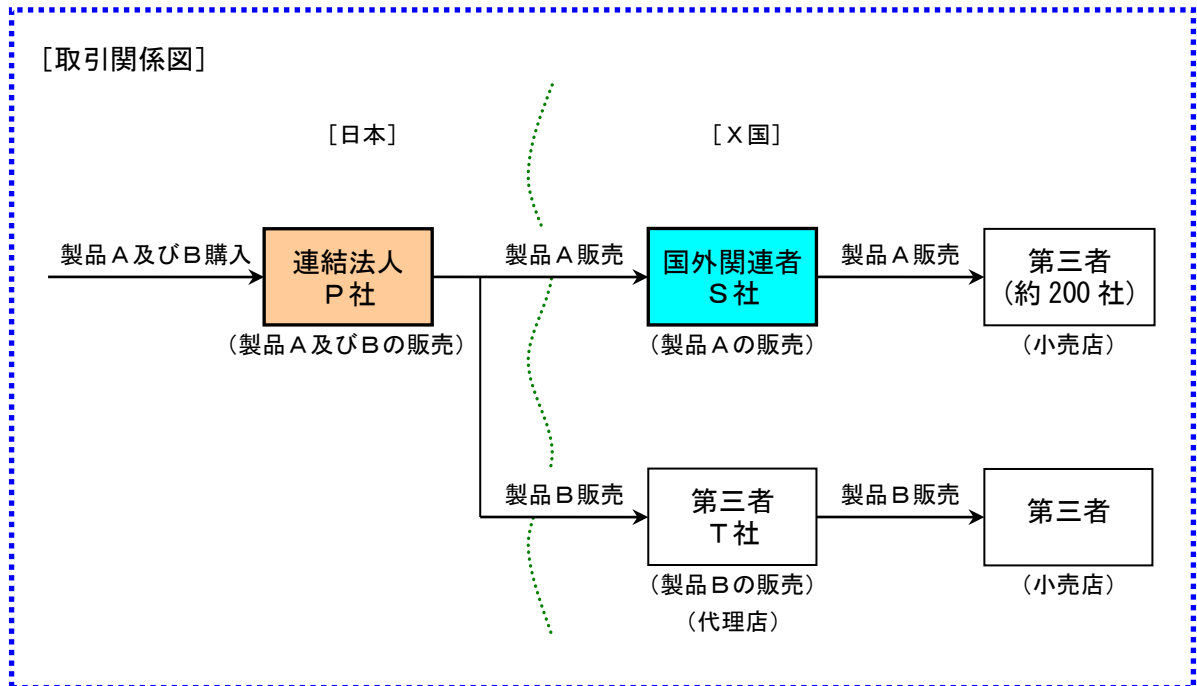 ［取引関係図］
［日本］
［Ｘ国］
製品Ａ及びＢ購入
連結法人
Ｐ社
（製品Ａ及びＢの販売）
製品Ａ販売
国外関連者
Ｓ社
（製品Ａの販売）
製品Ａ販売
第三者
（約 200 社）
（小売店）
製品Ｂ販売
第三者
Ｔ社
（製品Ｂの販売）
（代理店）
製品Ｂ販売
第三者
（小売店）